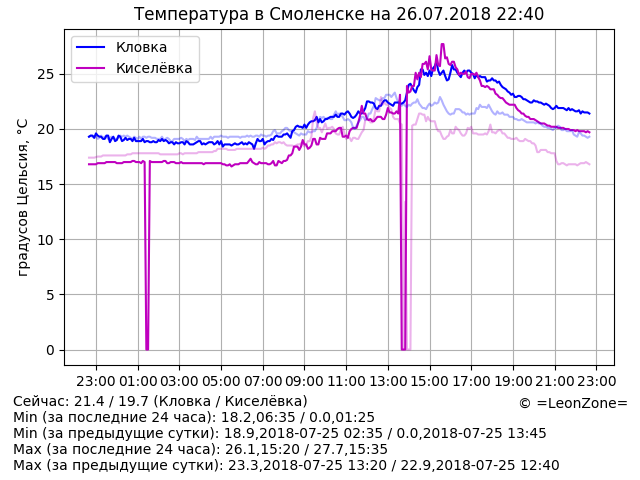 Температура в Смоленске на 26.07.2018 22:40
Кловка
Киселёвка
градусов Цельсия, °C
25
20
15
10
5
0
23:00 01:00 03:00 05:00 07:00 09:00 11:00 13:00 15:00 17:00 19:00 21:00 23:00
Сейчас: 21.4 / 19.7 (Кловка / Киселёвка)
© =LeonZone=
Min (за последние 24 часа): 18.2,06:35 / 0.0,01:25
Min (за предыдущие сутки): 18.9,2018-07-25 02:35 / 0.0,2018-07-25 13:45
Max (за последние 24 часа): 26.1,15:20 / 27.7,15:35
Max (за предыдущие сутки): 23.3,2018-07-25 13:20 / 22.9,2018-07-25 12:40